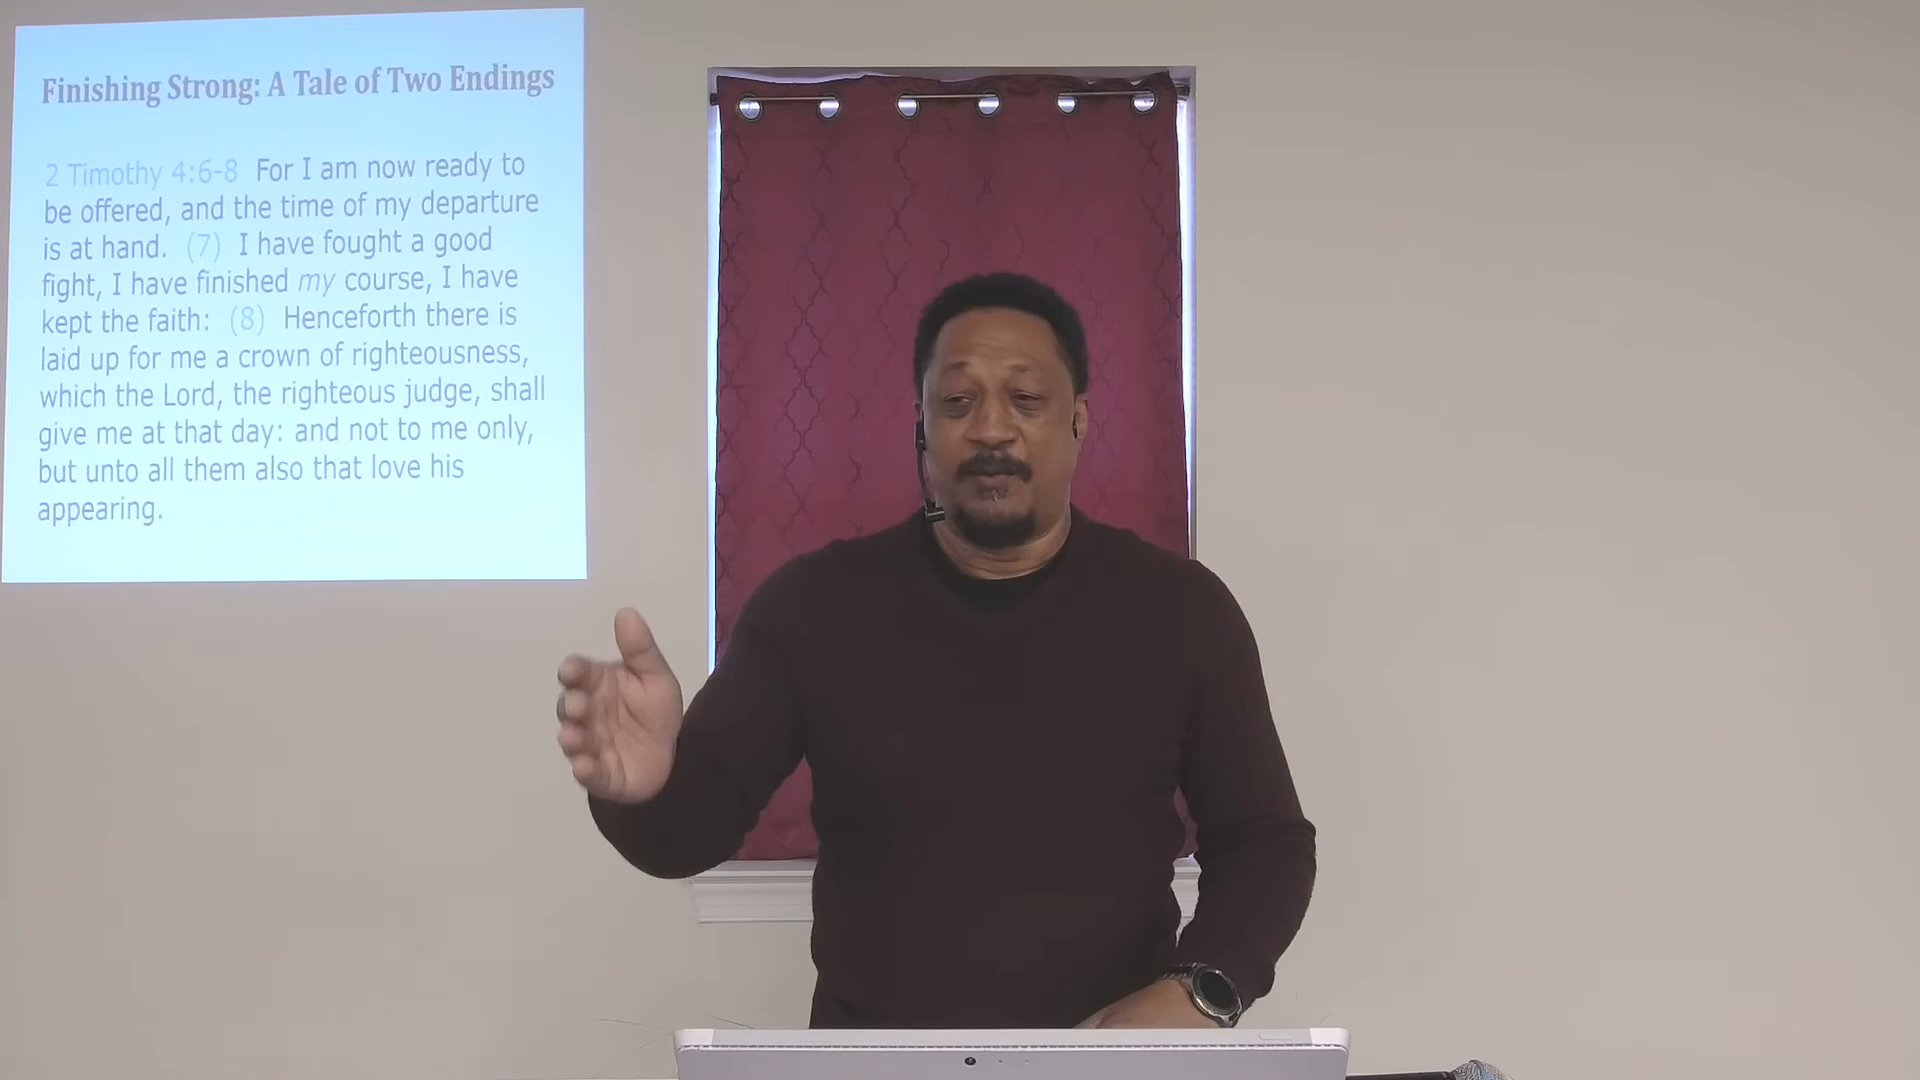 Finishing Strong: A Tale of Two Endings
2 Timothy 4:6-8 For I am now ready to
be offered, and the time of my departure
is at hand. (7) I have fought a good
fight, I have finished my course, I have
kept the faith: (8) Henceforth there is
laid up for me a crown of righteousness,
which the Lord, the righteous judge, shall
give me at that day: and not to me only,
but unto all them also that love his
appearing.